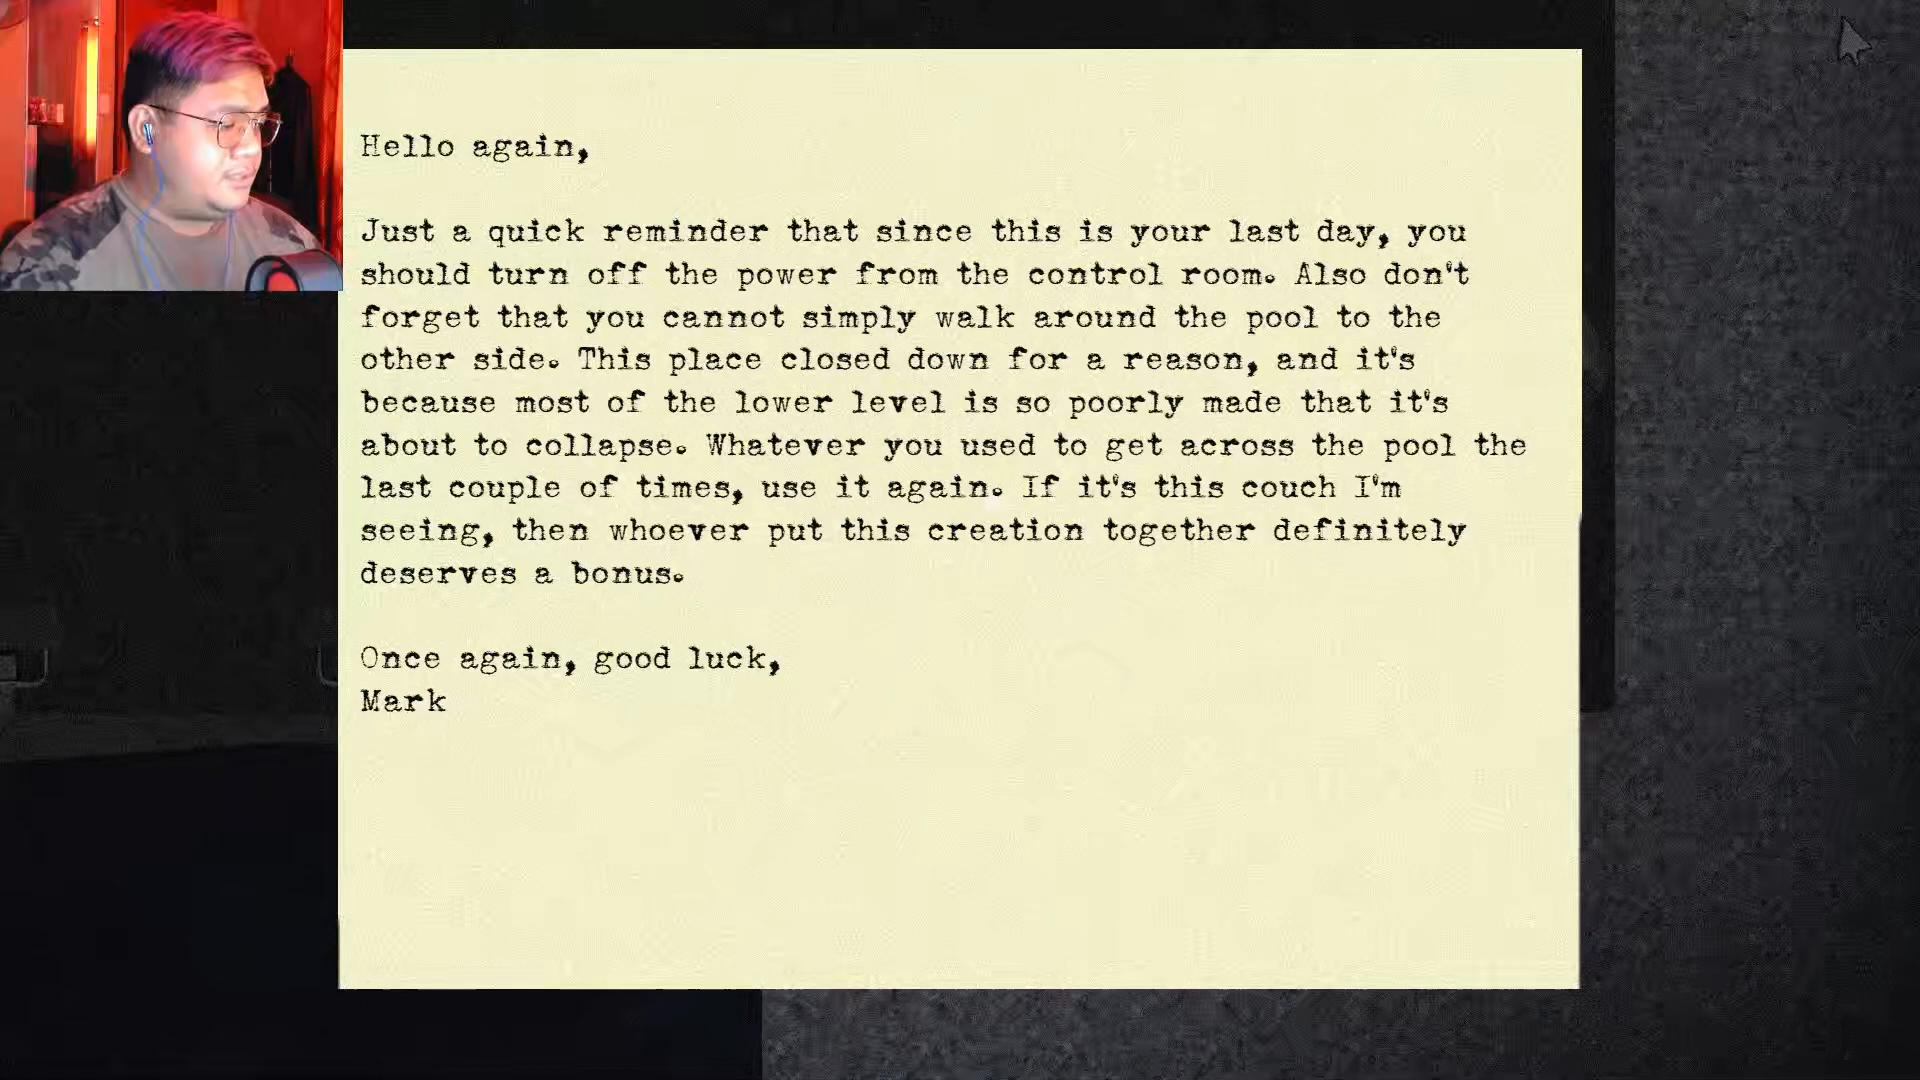 Hello again,
Just a quick reminder that since this is your last day, you
should turn off the power from the control room. Also don't
forget that you cannot simply walk around the pool to the
other side. This place closed down for a reason, and it's
because most of the lower level is so poorly made that it's
about to collapse. Whatever you used to get across the pool the
last couple of times, use it again. If it's this couch I'm
seeing, then whoever put this creation together definitely
deserves a bonus.
Once again, good luck,
Mark